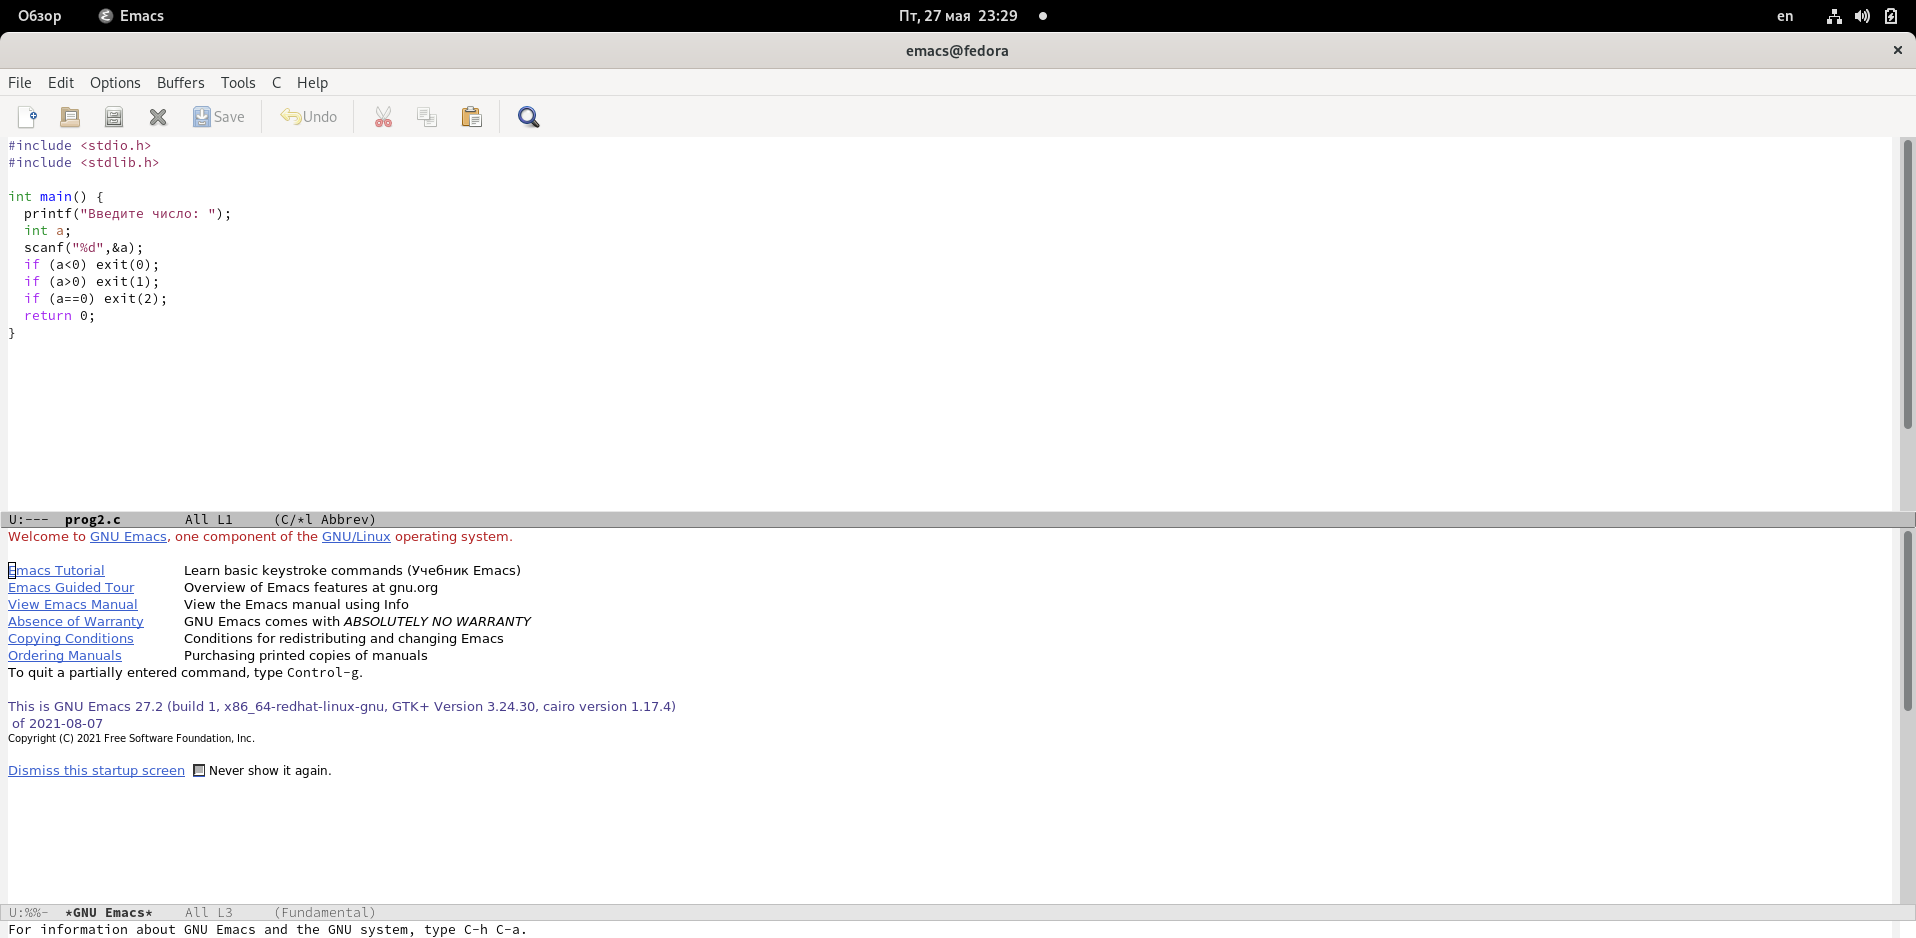 Обзор Emacs Пт, 27 мая 23:29 en
emacs@fedora
File Edit Options Buffers Tools C Help
Save Undo
#include <stdio.h>
#include <stdlib.h>
int main() {
  printf("Введите число: ");
  int a;
  scanf("%d",&a);
  if (a<0) exit(0);
  if (a>0) exit(1);
  if (a==0) exit(2);
  return 0;
}
U:---  prog2.c        All L1     (C/*l Abbrev)
Welcome to GNU Emacs, one component of the GNU/Linux operating system.
Emacs Tutorial Learn basic keystroke commands (Учебник Emacs)
Emacs Guided Tour Overview of Emacs features at gnu.org
View Emacs Manual View the Emacs manual using Info
Absence of Warranty GNU Emacs comes with ABSOLUTELY NO WARRANTY
Copying Conditions Conditions for redistributing and changing Emacs
Ordering Manuals Purchasing printed copies of manuals
To quit a partially entered command, type Control-g.
This is GNU Emacs 27.2 (build 1, x86_64-redhat-linux-gnu, GTK+ Version 3.24.30, cairo version 1.17.4)
 of 2021-08-07
Copyright (C) 2021 Free Software Foundation, Inc.
Dismiss this startup screen Never show it again.
U:%%-  *GNU Emacs*    All L3     (Fundamental)
For information about GNU Emacs and the GNU system, type C-h C-a.